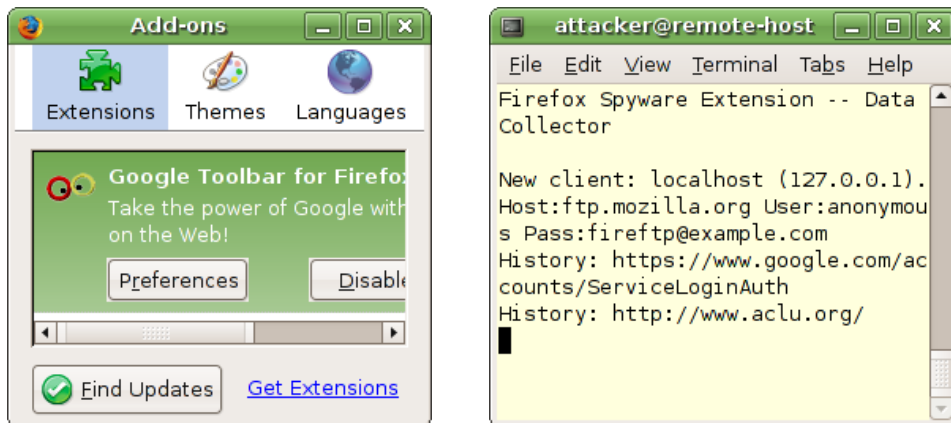 Add-ons
Extensions Themes Languages
Google Toolbar for Firefo
Take the power of Google with
on the Web!
Preferences Disable
Find Updates Get Extensions
attacker@remote-host
File Edit View Terminal Tabs Help
Firefox Spyware Extension -- Data
Collector
New client: localhost (127.0.0.1).
Host:ftp.mozilla.org User:anonymou
s Pass:fireftp@example.com
History: https://www.google.com/ac
counts/ServiceLoginAuth
History: http://www.aclu.org/